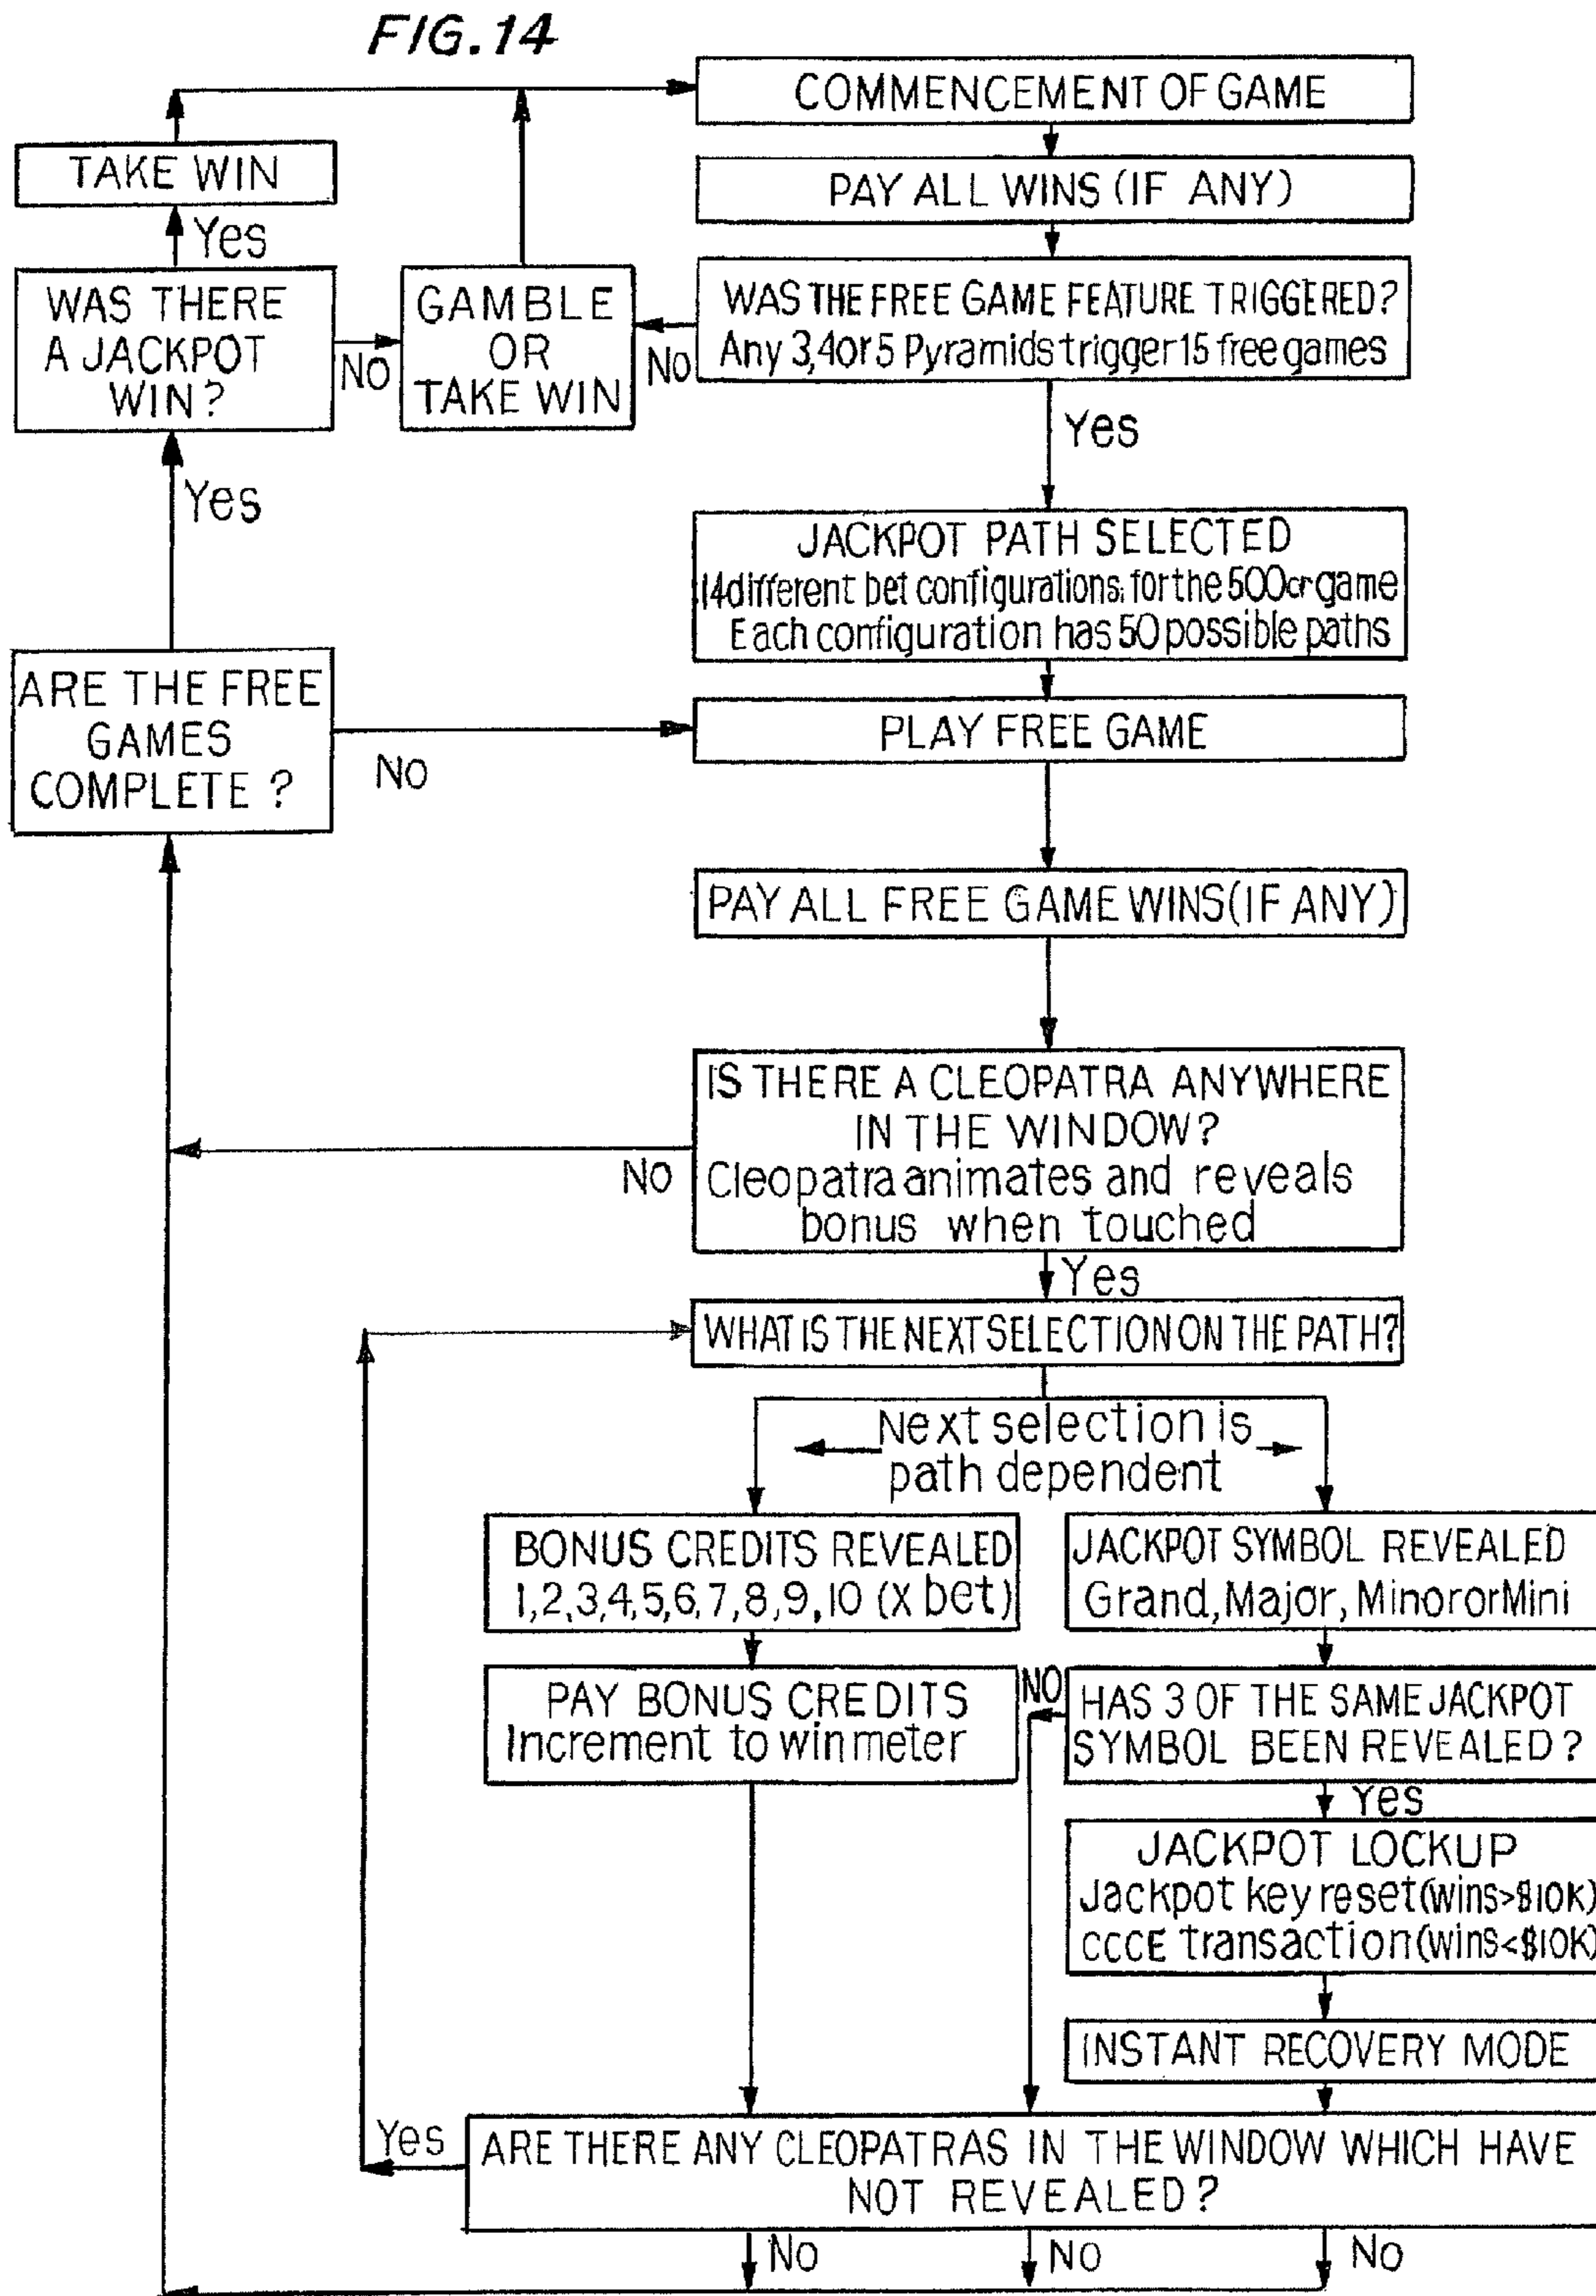 FIG.14
COMMENCEMENT OF GAME
TAKE WIN
PAY ALL WINS (IF ANY)
Yes
WAS THERE
A JACKPOT
WIN?
No
GAMBLE
OR
TAKE WIN
No
WAS THE FREE GAME FEATURE TRIGGERED?
Any 3,4or 5 Pyramids trigger 15 free games
Yes
Yes
JACKPOT PATH SELECTED
14 different bet configurations for the 500cr game
Each configuration has 50 possible paths
ARE THE FREE
GAMES
COMPLETE ?
No
PLAY FREE GAME
PAY ALL FREE GAME WINS(IF ANY)
IS THERE A CLEOPATRA ANYWHERE
IN THE WINDOW?
Cleopatra animates and reveals
bonus when touched
No
Yes
WHAT IS THE NEXT SELECTION ON THE PATH?
Next selection is
path dependent
BONUS CREDITS REVEALED
1,2,3,4,5,6,7,8,9,10 (X bet)
JACKPOT SYMBOL REVEALED
Grand, Major, Minor or Mini
PAY BONUS CREDITS
Increment to win meter
NO
HAS 3 OF THE SAME JACKPOT
SYMBOL BEEN REVEALED ?
Yes
JACKPOT LOCKUP
Jackpot key reset(wins>$10K)
CCCE transaction(wins<$10K)
INSTANT RECOVERY MODE
Yes
ARE THERE ANY CLEOPATRAS IN THE WINDOW WHICH HAVE
NOT REVEALED ?
No
No
No